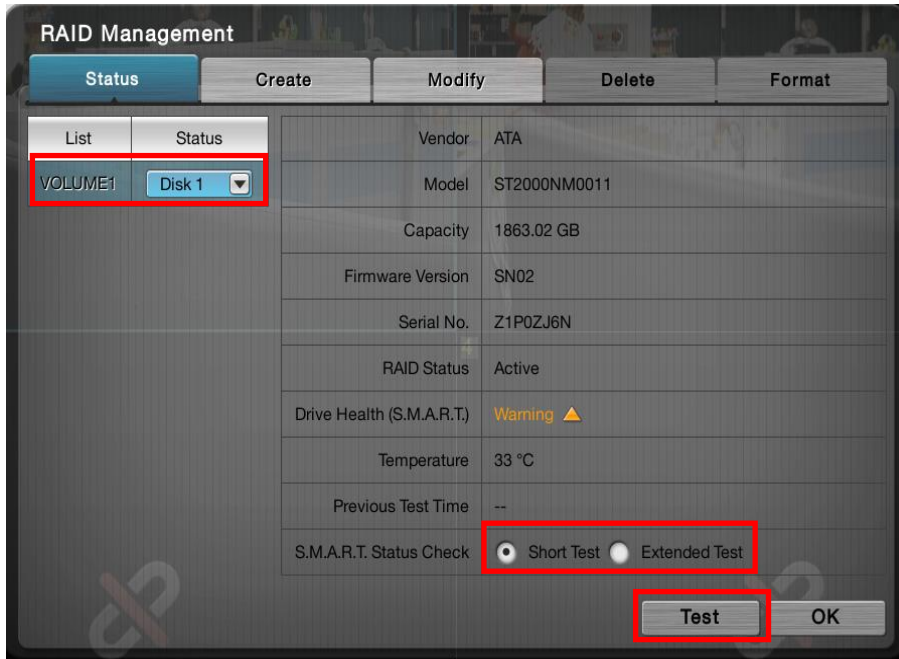 RAID Management
Status Create Modify Delete Format
List Status
VOLUME1 Disk 1
Vendor ATA
Model ST2000NM0011
Capacity 1863.02 GB
Firmware Version SN02
Serial No. Z1P0ZJ6N
RAID Status Active
Drive Health (S.M.A.R.T.) Warning
Temperature 33 °C
Previous Test Time --
S.M.A.R.T. Status Check Short Test Extended Test
Test OK